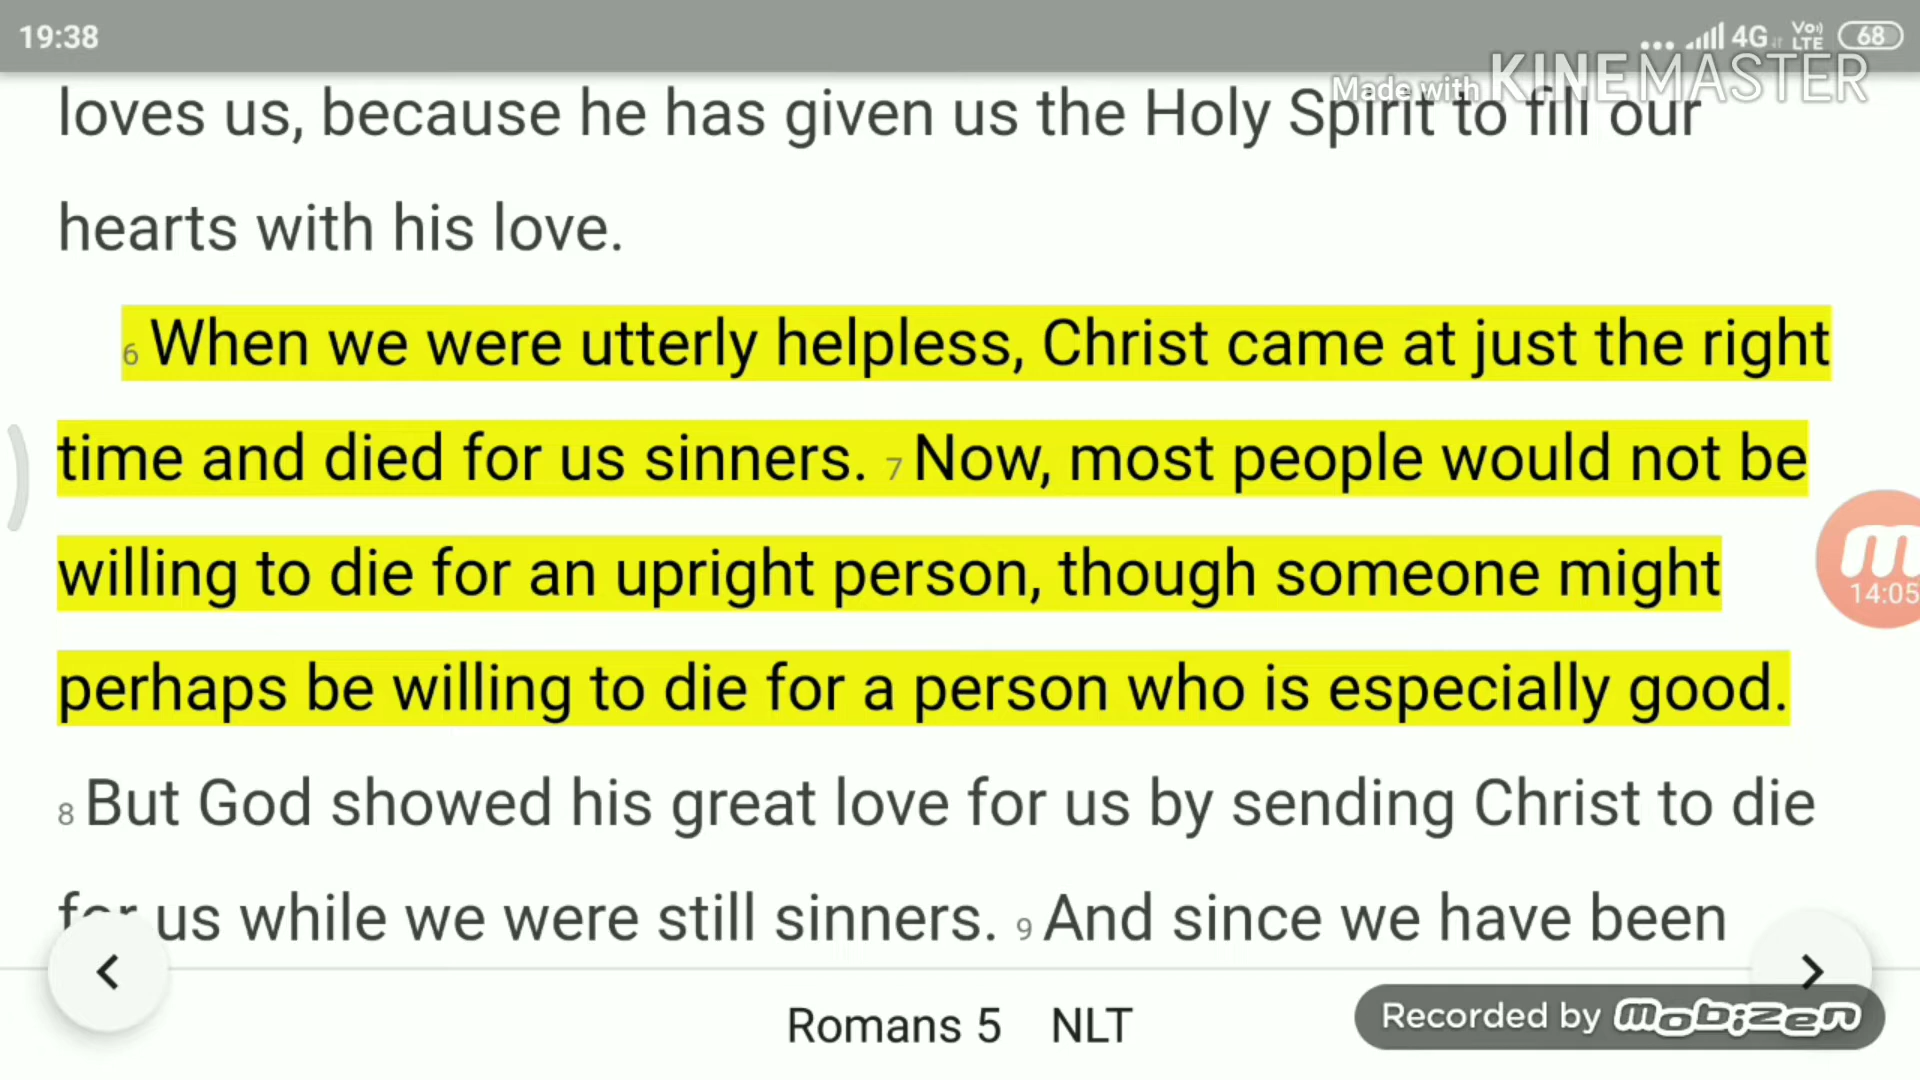 19:38
4G Vo) LTE 68
Made with KINEMASTER
loves us, because he has given us the Holy Spirit to fill our
hearts with his love.
6 When we were utterly helpless, Christ came at just the right
time and died for us sinners. 7 Now, most people would not be
willing to die for an upright person, though someone might
perhaps be willing to die for a person who is especially good.
8 But God showed his great love for us by sending Christ to die
for us while we were still sinners. 9 And since we have been
m
14:05
Romans 5 NLT
Recorded by mobizen